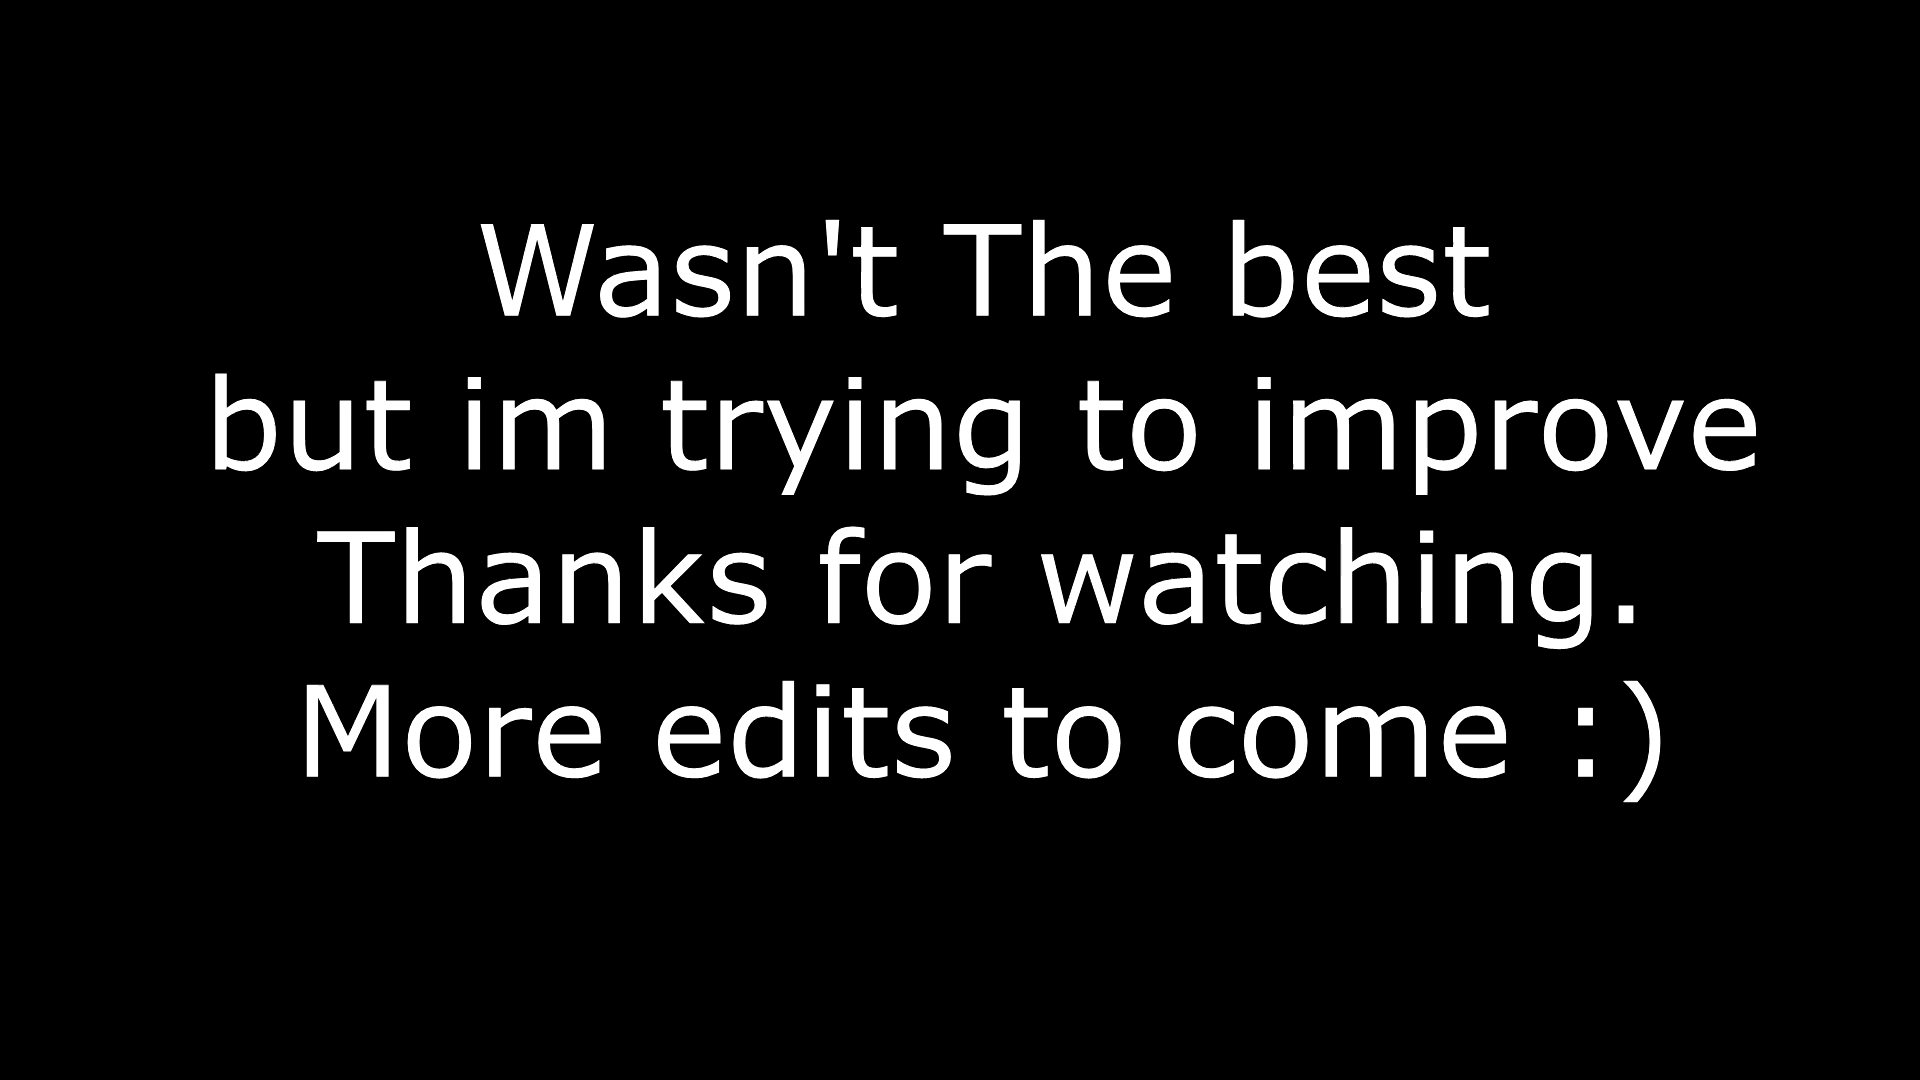 Wasn't The best
but im trying to improve
Thanks for watching.
More edits to come :)